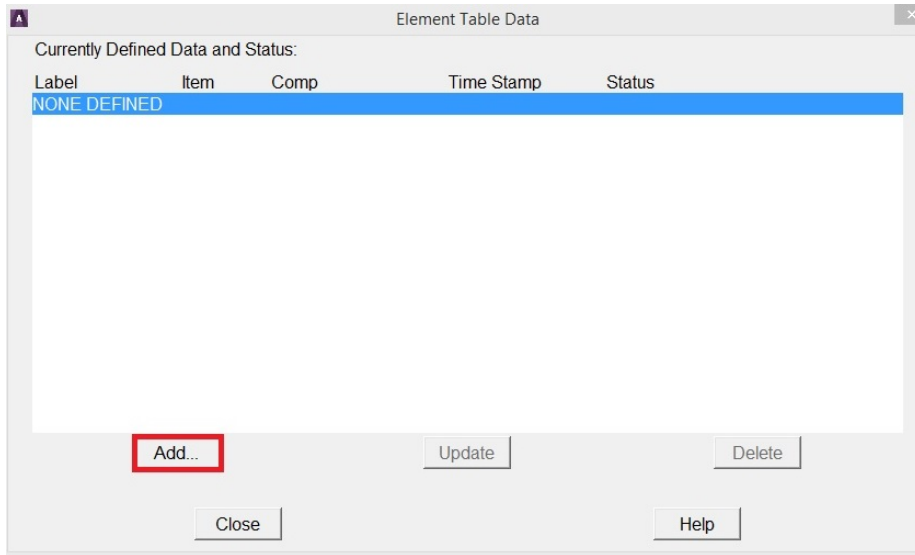 Element Table Data
Currently Defined Data and Status:
Label Item Comp Time Stamp Status
NONE DEFINED
Add... Update Delete
Close Help